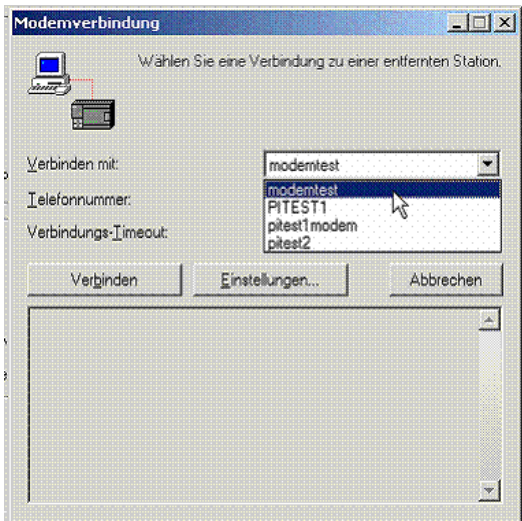 Modemverbindung
Wählen Sie eine Verbindung zu einer entfernten Station.
Verbinden mit:
modemtest
modemtest
PITEST1
pitest1modem
pitest2
Telefonnummer:
Verbindungs-Timeout:
Verbinden
Einstellungen...
Abbrechen